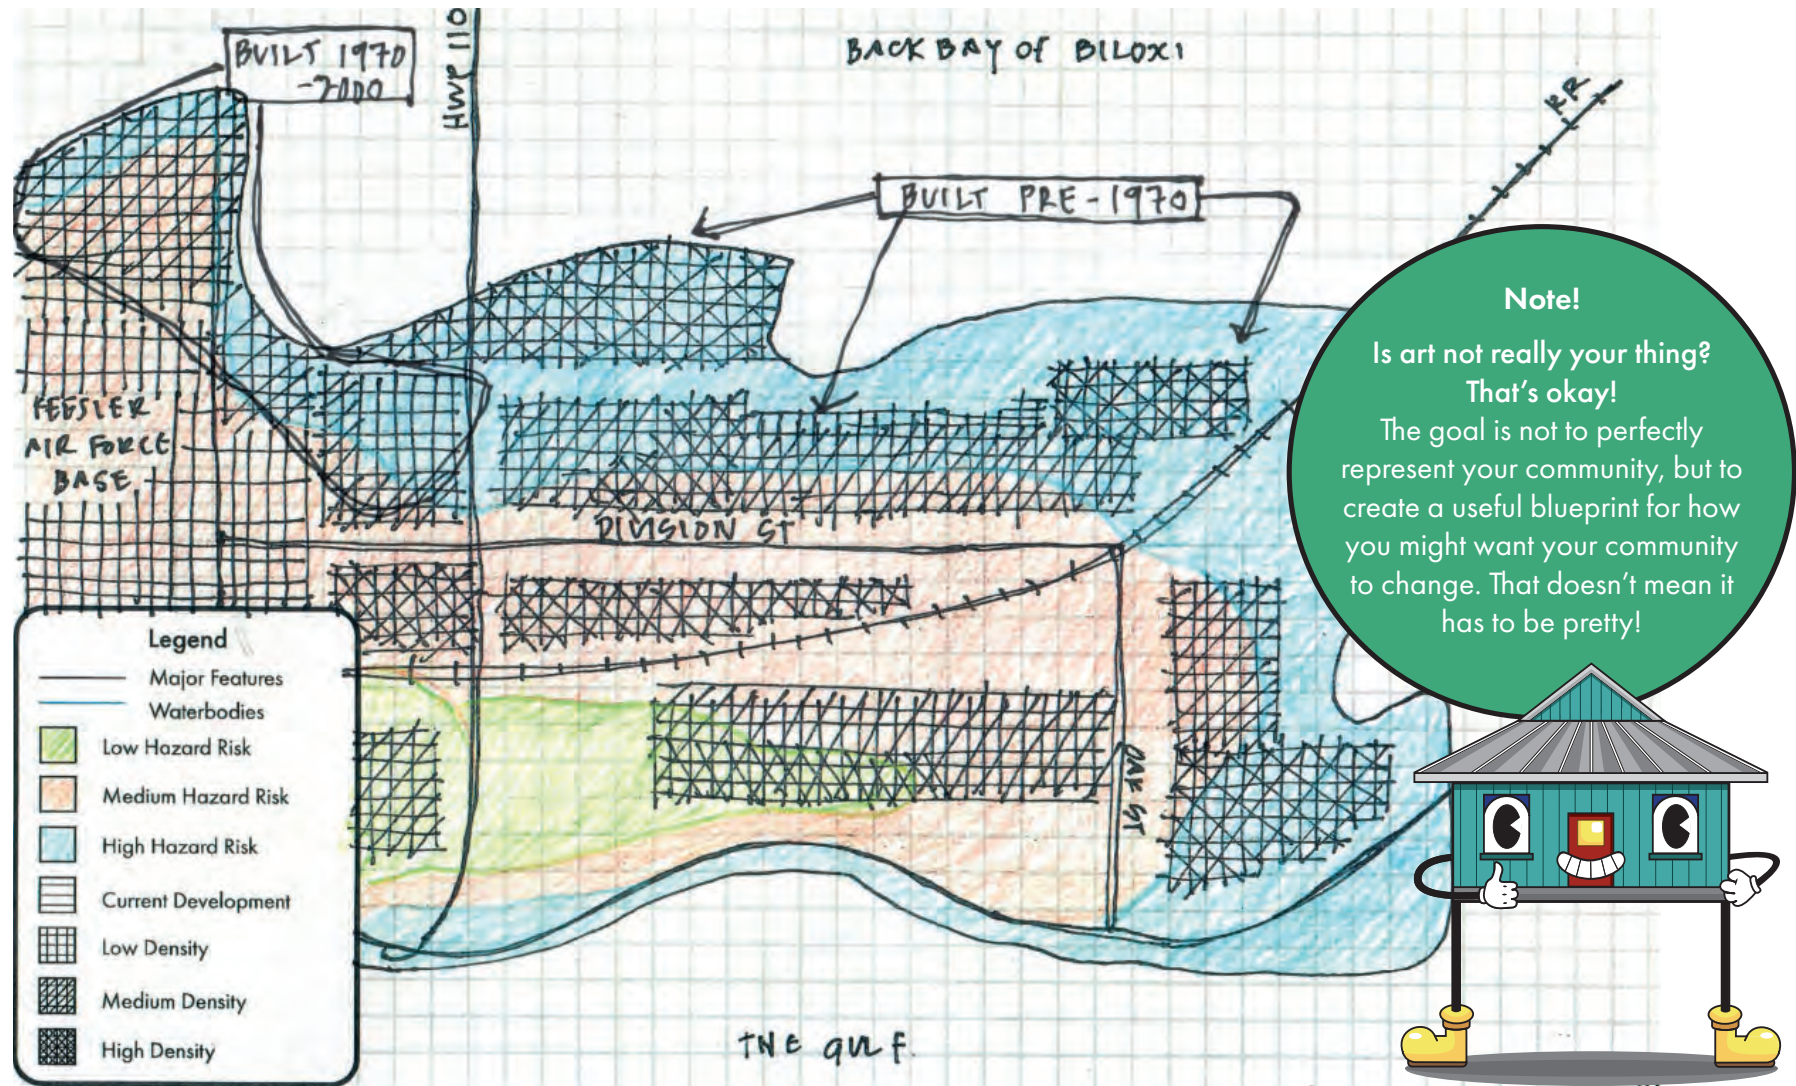 BUILT 1970
-2000
HWP 110
BACK BAY of BILOXI
RR
BUILT PRE-1970
KEESLER
AIR FORCE
BASE
DIVISION ST
OAK ST
THE GULF.
Legend
Major Features
Waterbodies
Low Hazard Risk
Medium Hazard Risk
High Hazard Risk
Current Development
Low Density
Medium Density
High Density
Note!
Is art not really your thing?
That's okay!
The goal is not to perfectly
represent your community, but to
create a useful blueprint for how
you might want your community
to change. That doesn't mean it
has to be pretty!